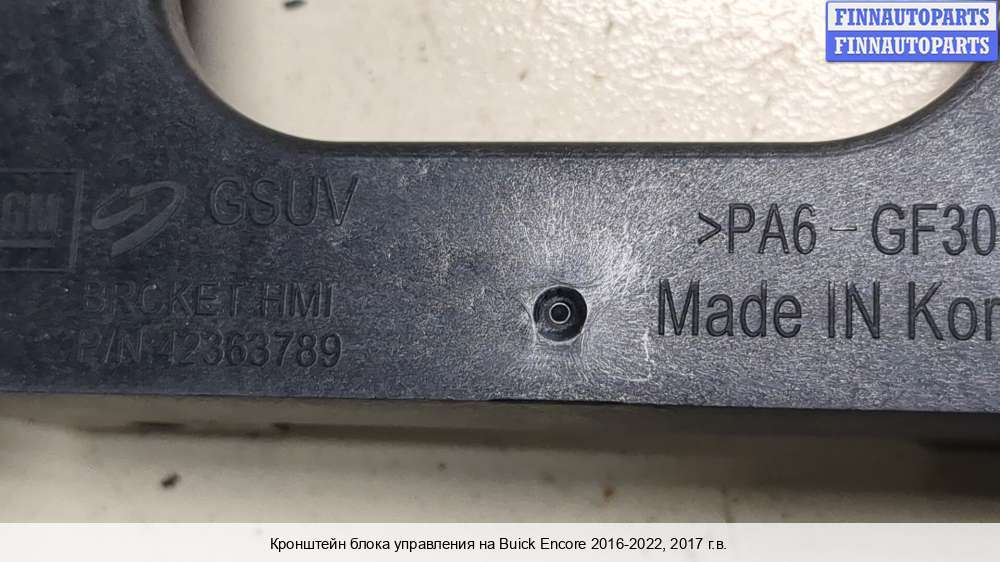 FINNAUTOPARTS
FINNAUTOPARTS
GM
GSUV
BRCKET HMI
P/N 42363789
>PA6-GF30
Made IN Kor
Кронштейн блока управления на Buick Encore 2016-2022, 2017 г.в.